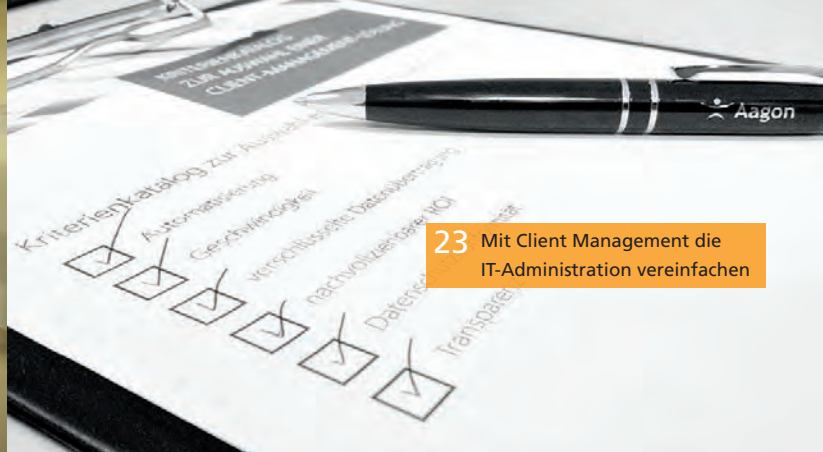 KRITERIENKATALOG
ZUR AUSWAHL EINER
CLIENT-MANAGEMENT-LÖSUNG
Aagon
Kriterienkatalog zur Auswahl
Automatisierung
Geschwindigkeit
verschlüsselte Datenübertragung
nachvollziehbarer ROI
Transparenz
23 Mit Client Management die
IT-Administration vereinfachen